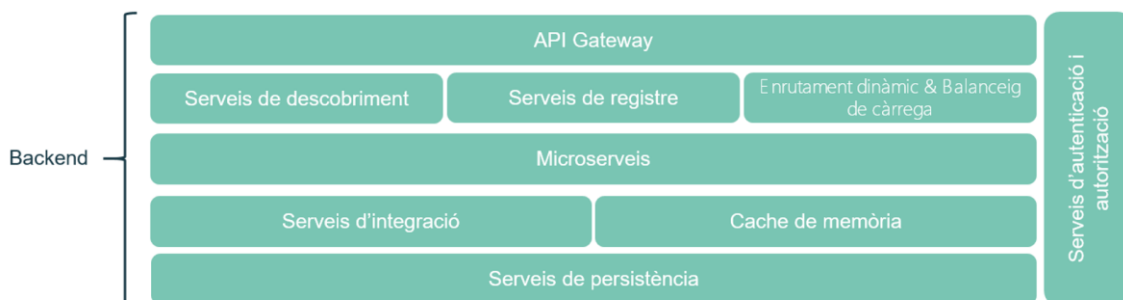 API Gateway
Serveis de descobriment
Serveis de registre
Enrutament dinàmic & Balanceig
de càrrega
Backend
Microserveis
Serveis d'integració
Cache de memòria
Serveis de persistència
Serveis d'autenticació i
autorització